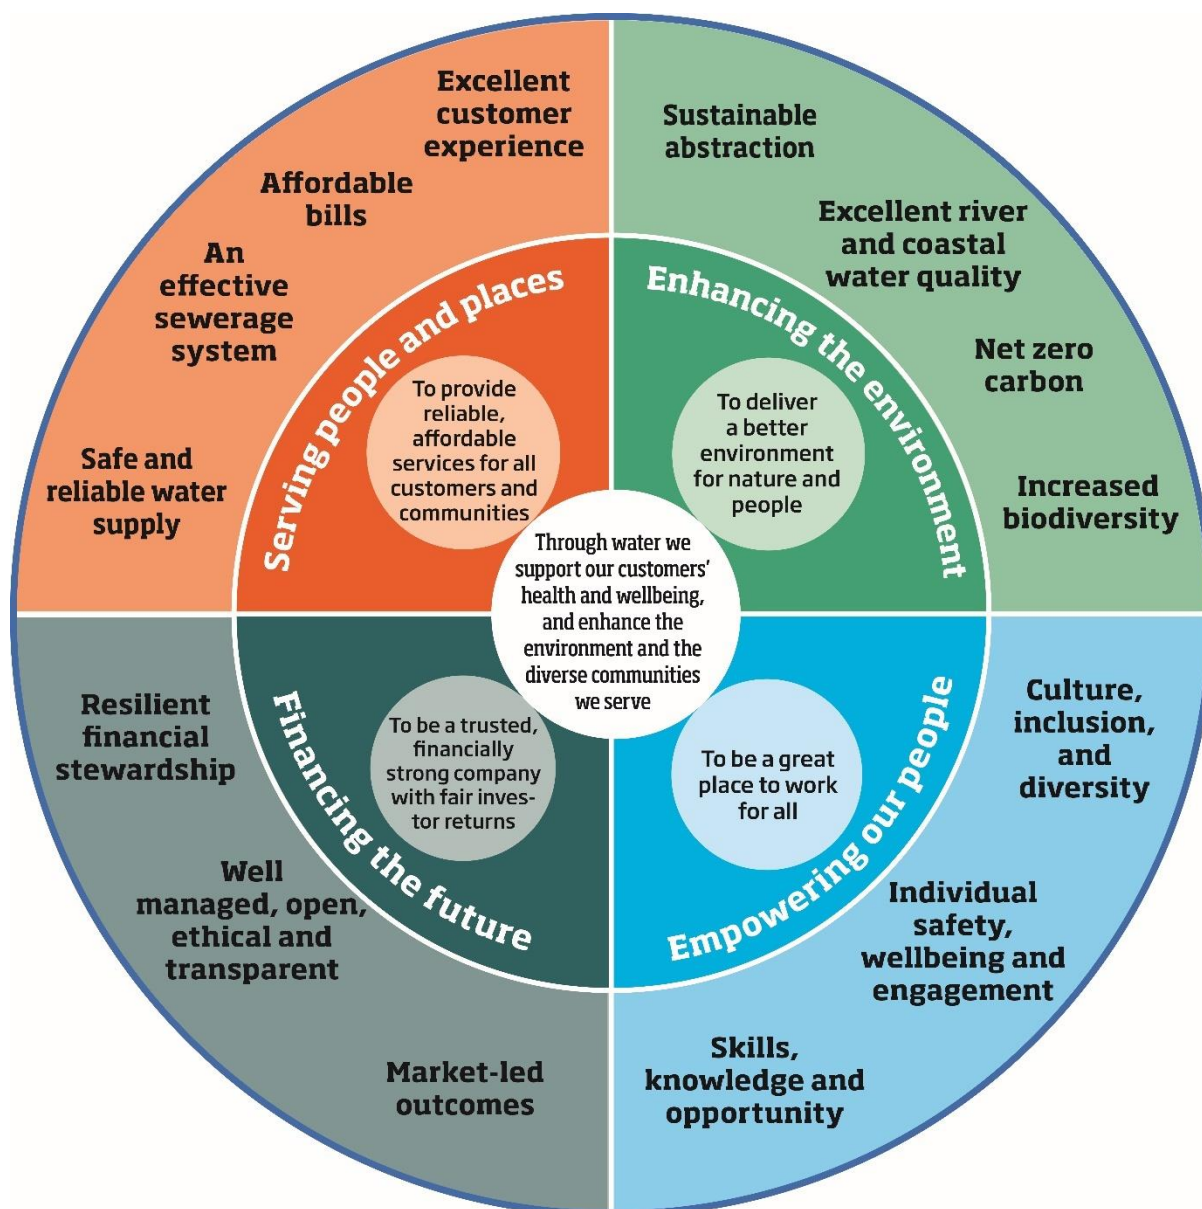 Excellent
customer
experience
Affordable
bills
An
effective
sewerage
system
Safe and
reliable water
supply
Serving people and places
To provide
reliable,
affordable
services for all
customers and
communities
Sustainable
abstraction
Excellent river
and coastal
water quality
Net zero
carbon
Increased
biodiversity
Enhancing the environment
To deliver
a better
environment
for nature and
people
Through water we
support our customers'
health and wellbeing,
and enhance the
environment and the
diverse communities
we serve
Resilient
financial
stewardship
Well
managed, open,
ethical and
transparent
Market-led
outcomes
Financing the future
To be a trusted,
financially
strong company
with fair inves-
tor returns
Culture,
inclusion,
and
diversity
Individual
safety,
wellbeing and
engagement
Skills,
knowledge and
opportunity
Empowering our people
To be a great
place to work
for all